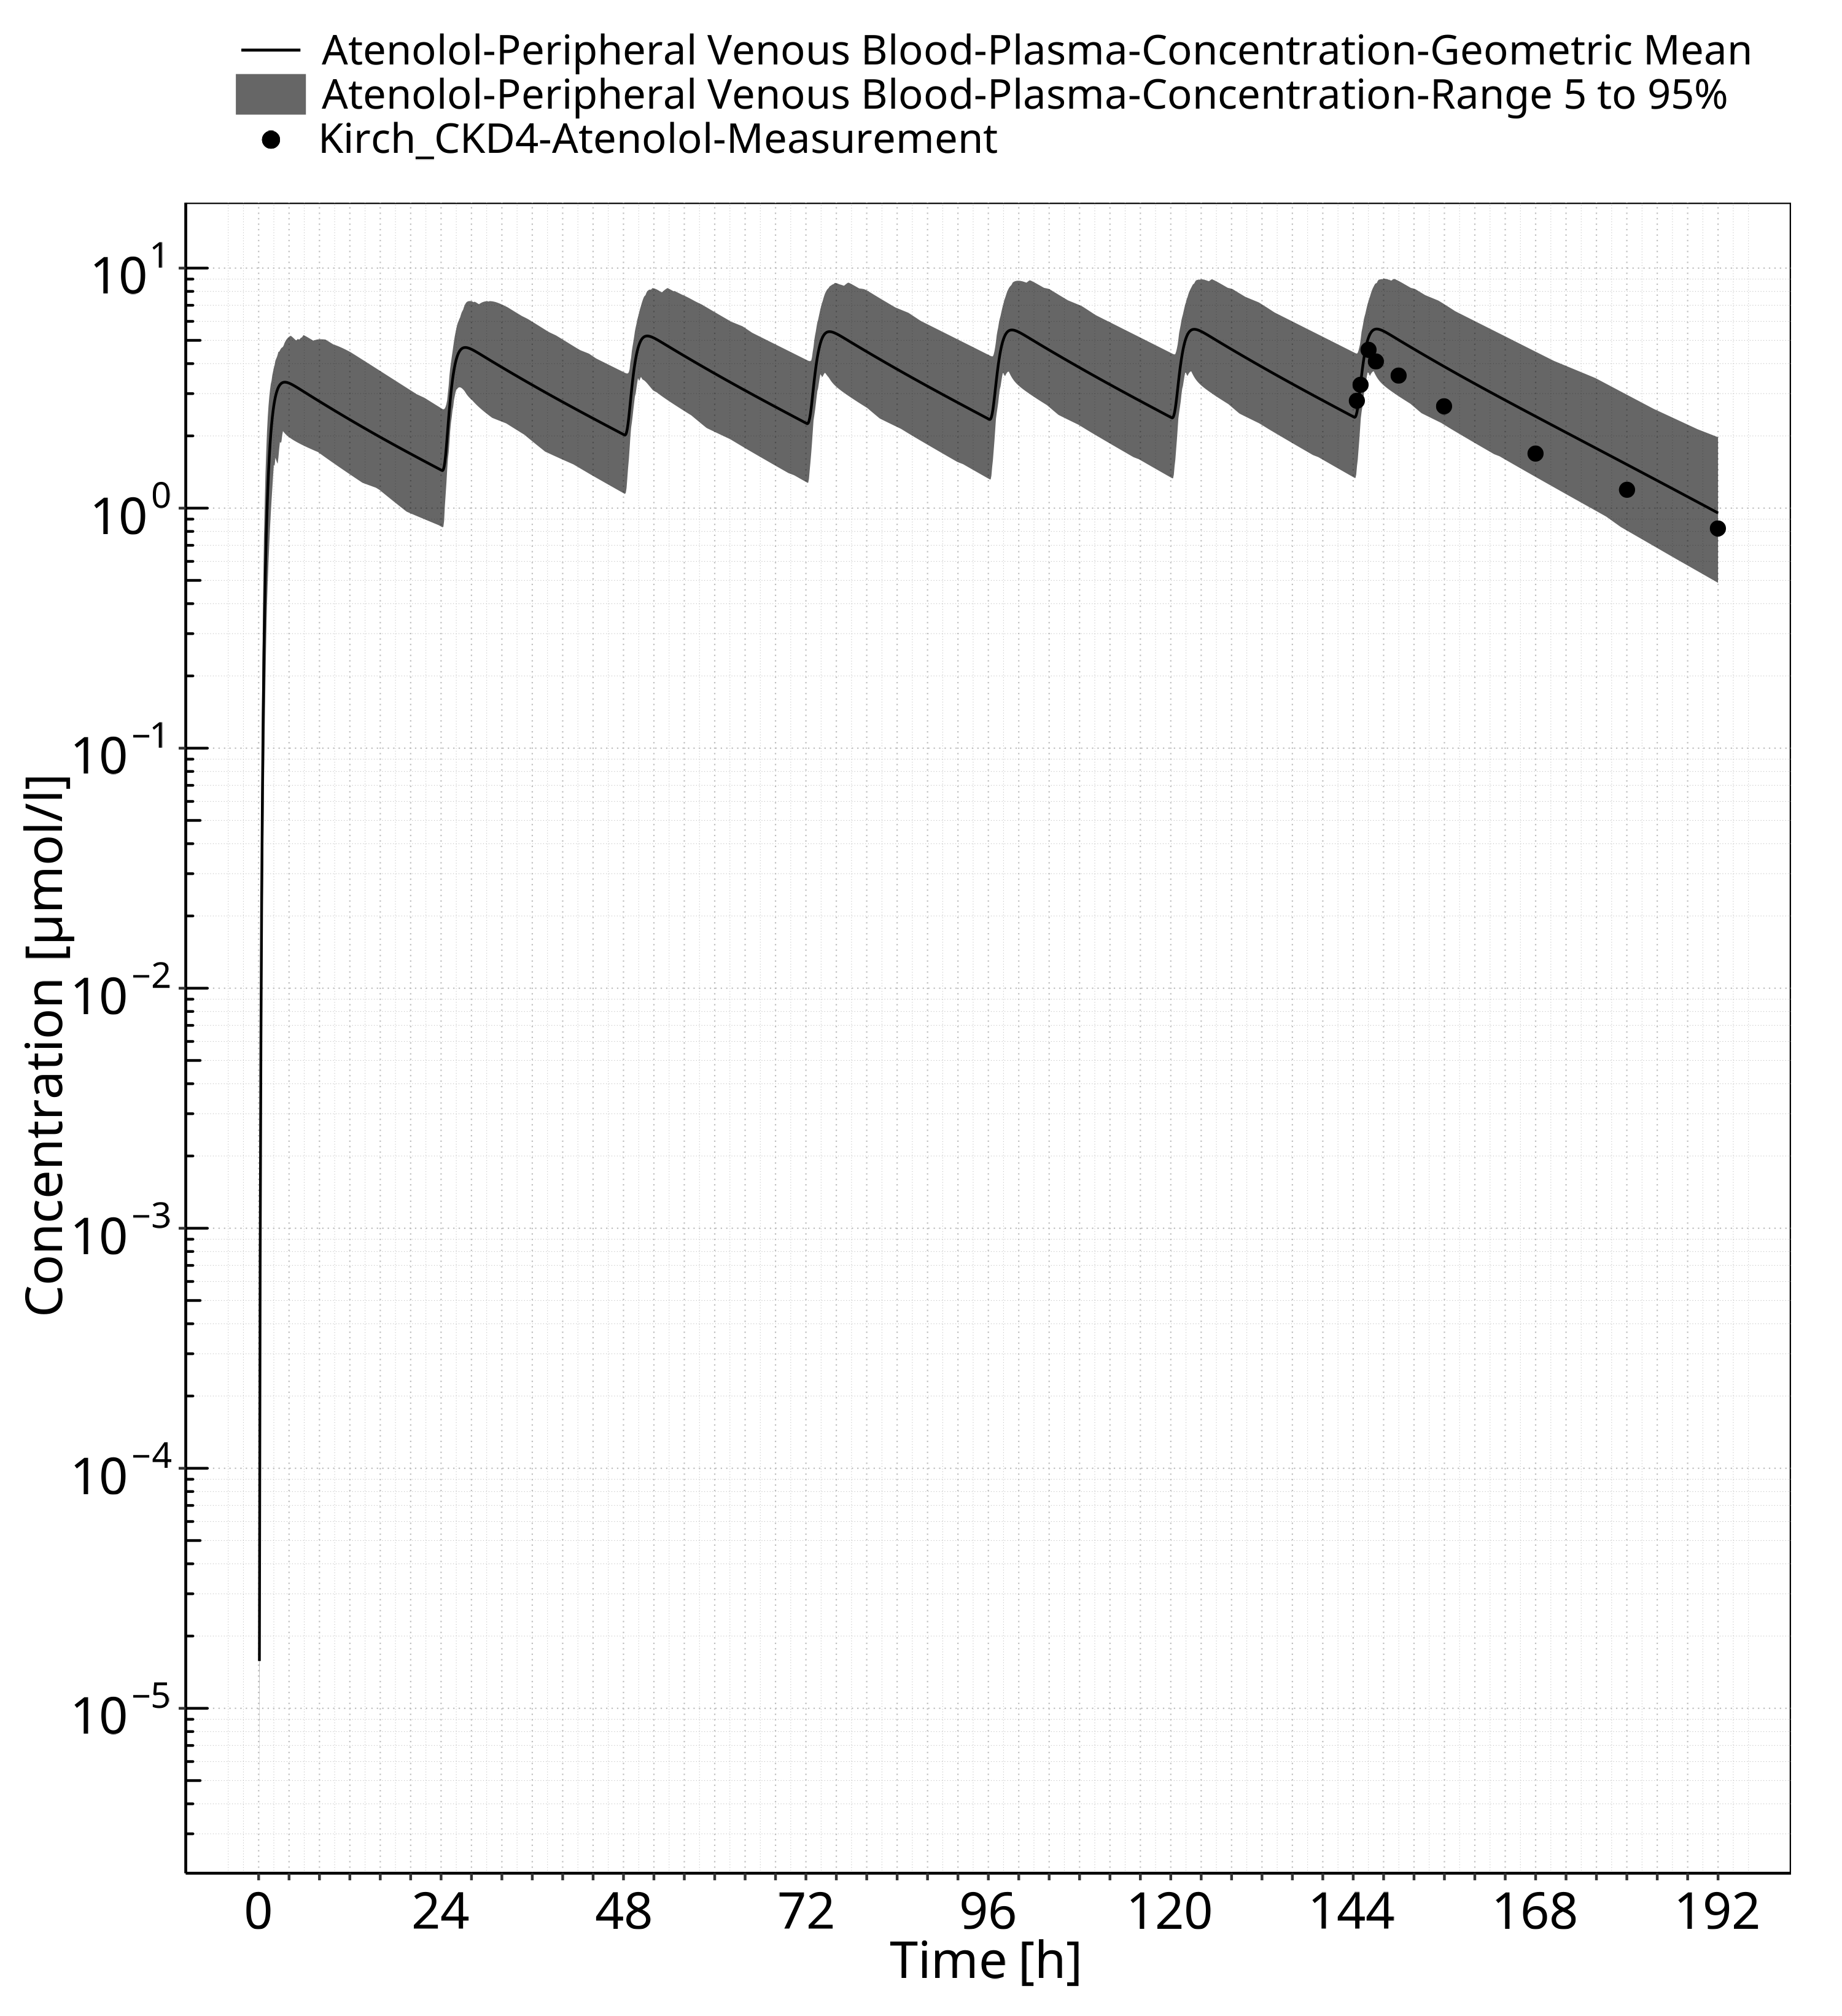 Atenolol-Peripheral Venous Blood-Plasma-Concentration-Geometric Mean
Atenolol-Peripheral Venous Blood-Plasma-Concentration-Range 5 to 95%
Kirch_CKD4-Atenolol-Measurement
Concentration [µmol/l]
10^1
10^0
10^−1
10^−2
10^−3
10^−4
10^−5
0 24 48 72 96 120 144 168 192
Time [h]